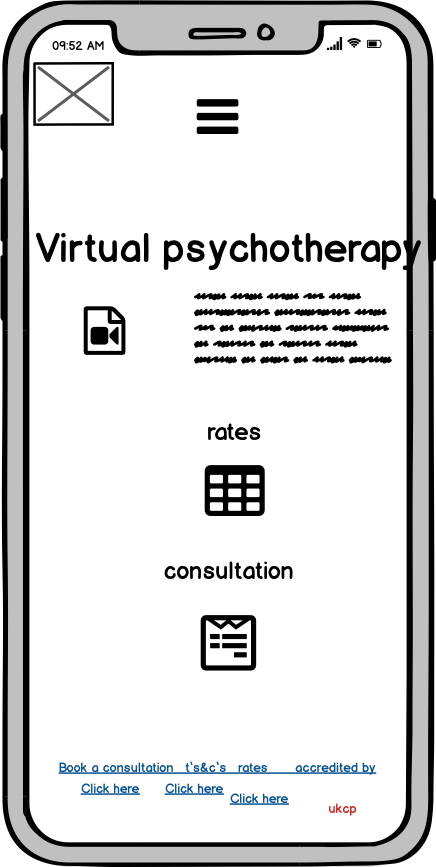 09:52 AM
Virtual psychotherapy
rates
consultation
Book a consultation t`s&c`s rates accredited by
Click here Click here Click here
ukcp